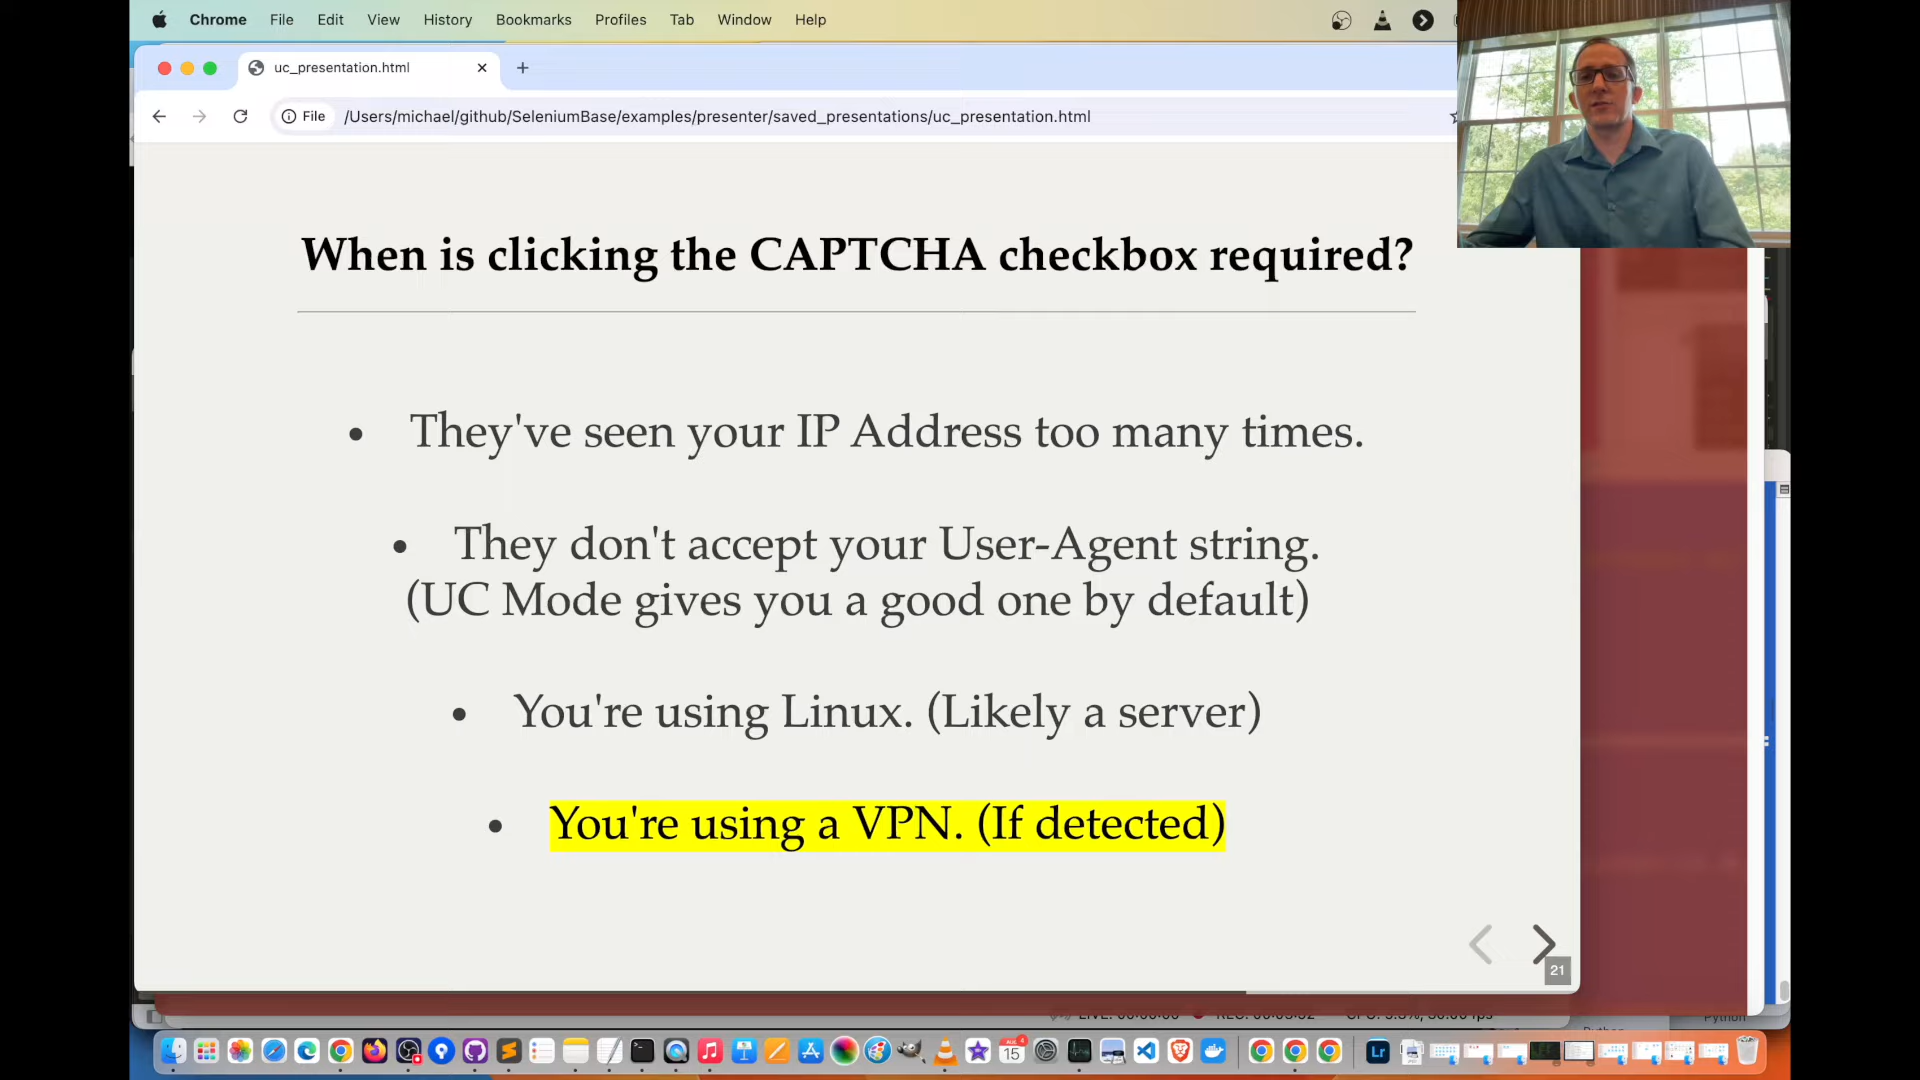 Chrome File Edit View History Bookmarks Profiles Tab Window Help
uc_presentation.html
File /Users/michael/github/SeleniumBase/examples/presenter/saved_presentations/uc_presentation.html
When is clicking the CAPTCHA checkbox required?
• They've seen your IP Address too many times.
• They don't accept your User-Agent string.
(UC Mode gives you a good one by default)
• You're using Linux. (Likely a server)
• You're using a VPN. (If detected)
21
15
Lr